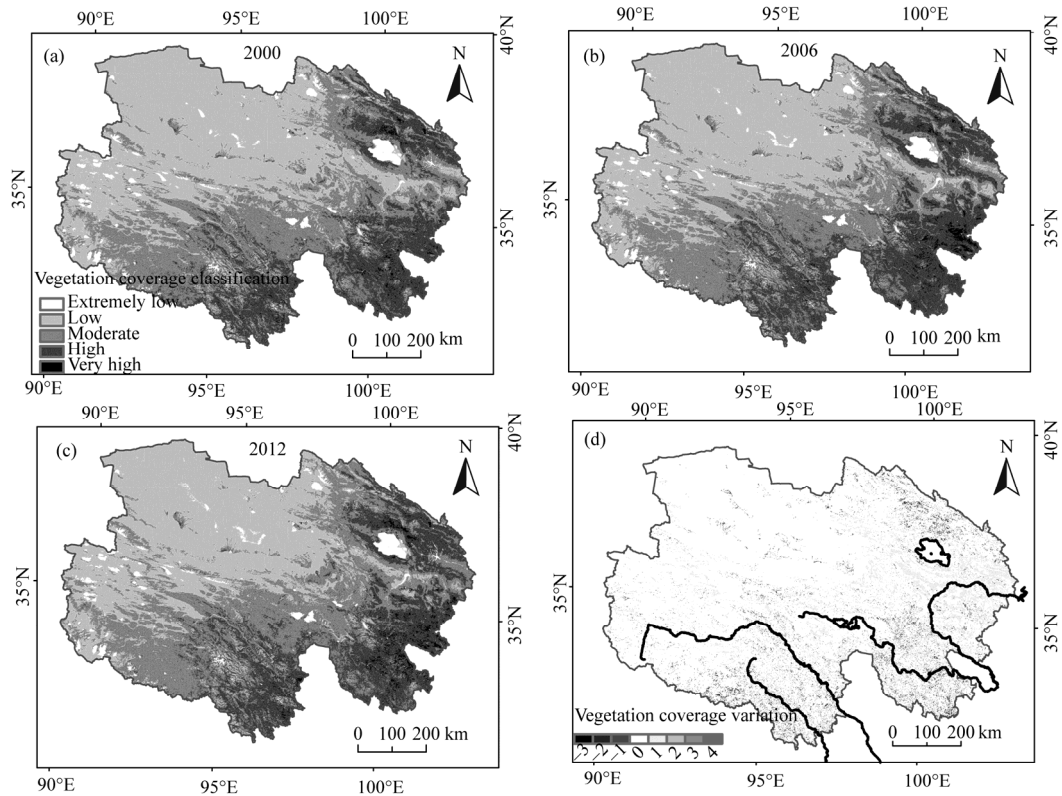 90°E 95°E 100°E
40°N
(a) 2000 N
35°N
35°N
Vegetation coverage classification
Extremely low
Low
Moderate
High
Very high
0 100 200 km
90°E 95°E 100°E
90°E 95°E 100°E
40°N
(b) 2006 N
35°N
35°N
0 100 200 km
90°E 95°E 100°E
90°E 95°E 100°E
40°N
(c) 2012 N
35°N
35°N
0 100 200 km
90°E 95°E 100°E
90°E 95°E 100°E
40°N
(d) N
35°N
35°N
Vegetation coverage variation
-3 -2 -1 0 1 2 3 4
0 100 200 km
90°E 95°E 100°E